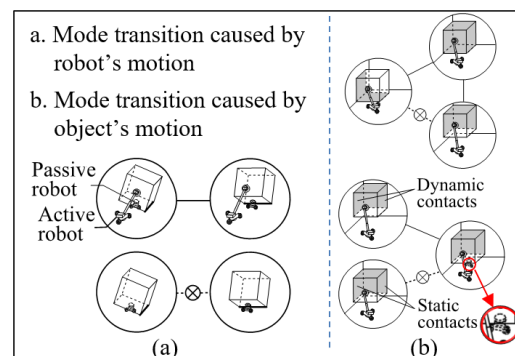 a. Mode transition caused by
robot's motion
b. Mode transition caused by
object's motion
Passive
robot
Active
robot
(a)
Dynamic
contacts
Static
contacts
(b)